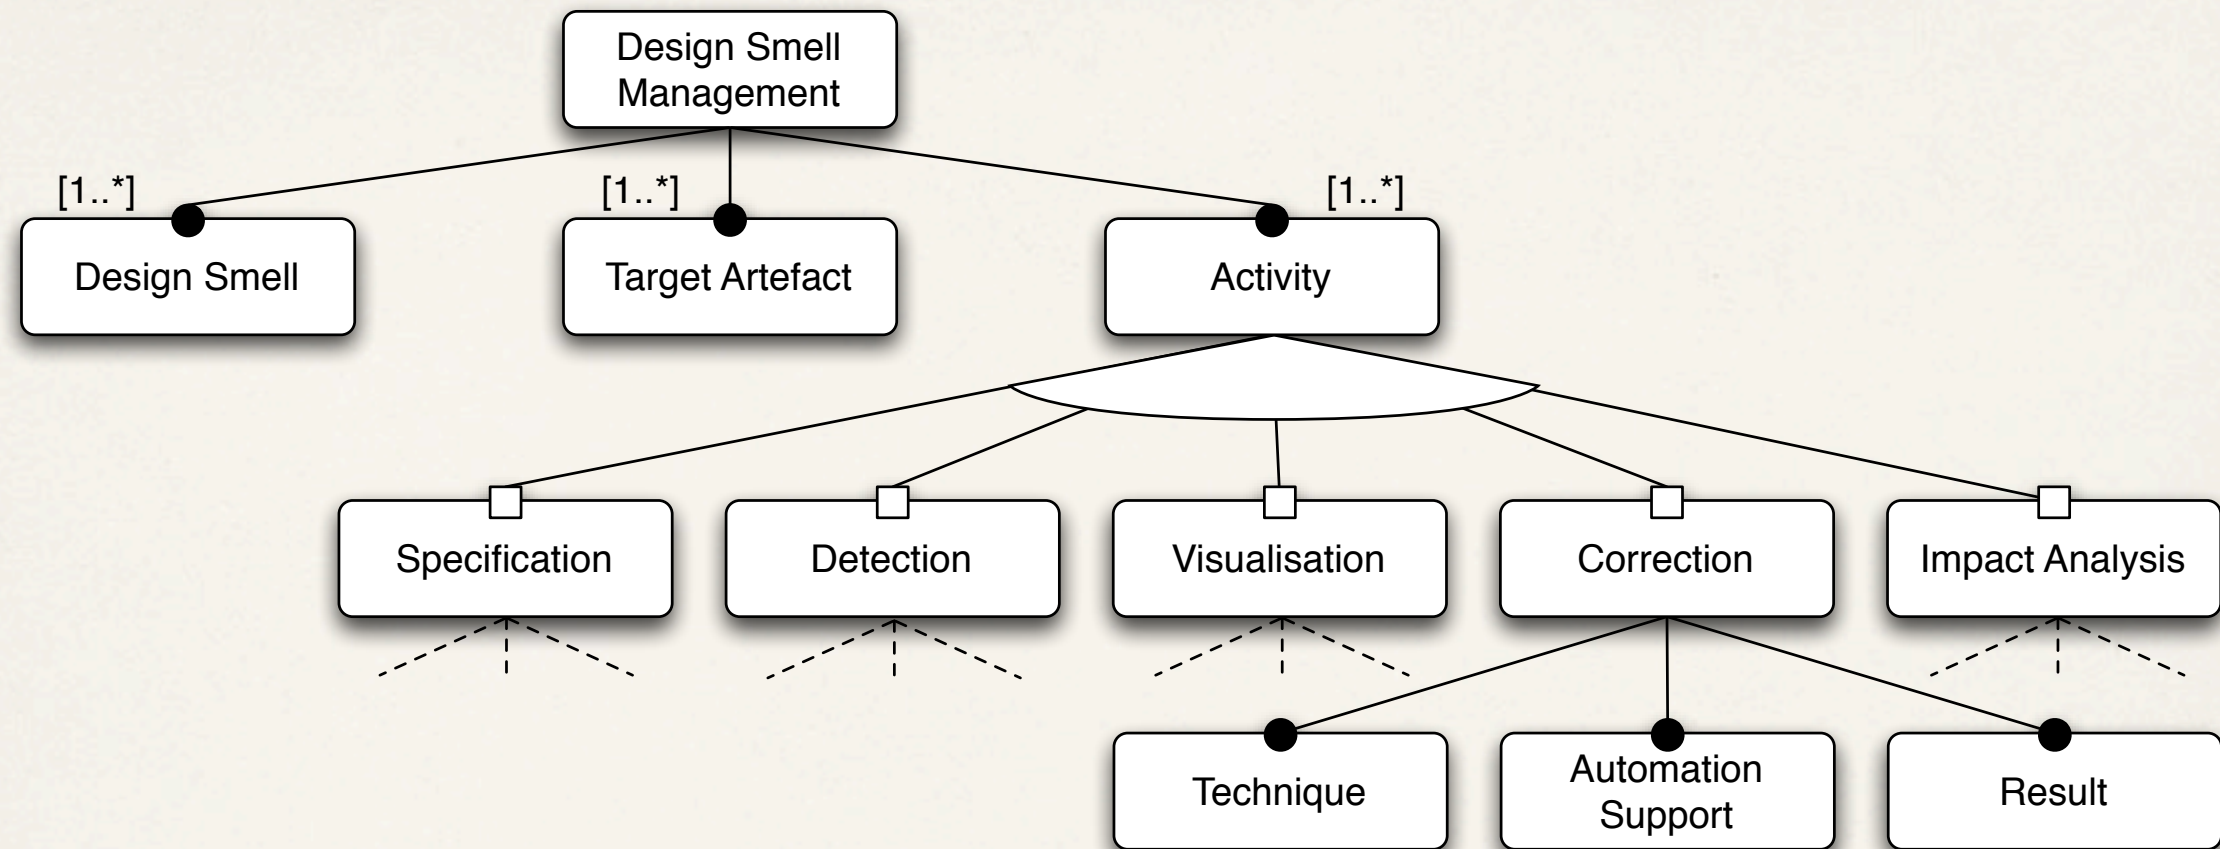 Design Smell
Management
[1..*]
[1..*]
[1..*]
Design Smell
Target Artefact
Activity
Specification
Detection
Visualisation
Correction
Impact Analysis
Technique
Automation
Support
Result